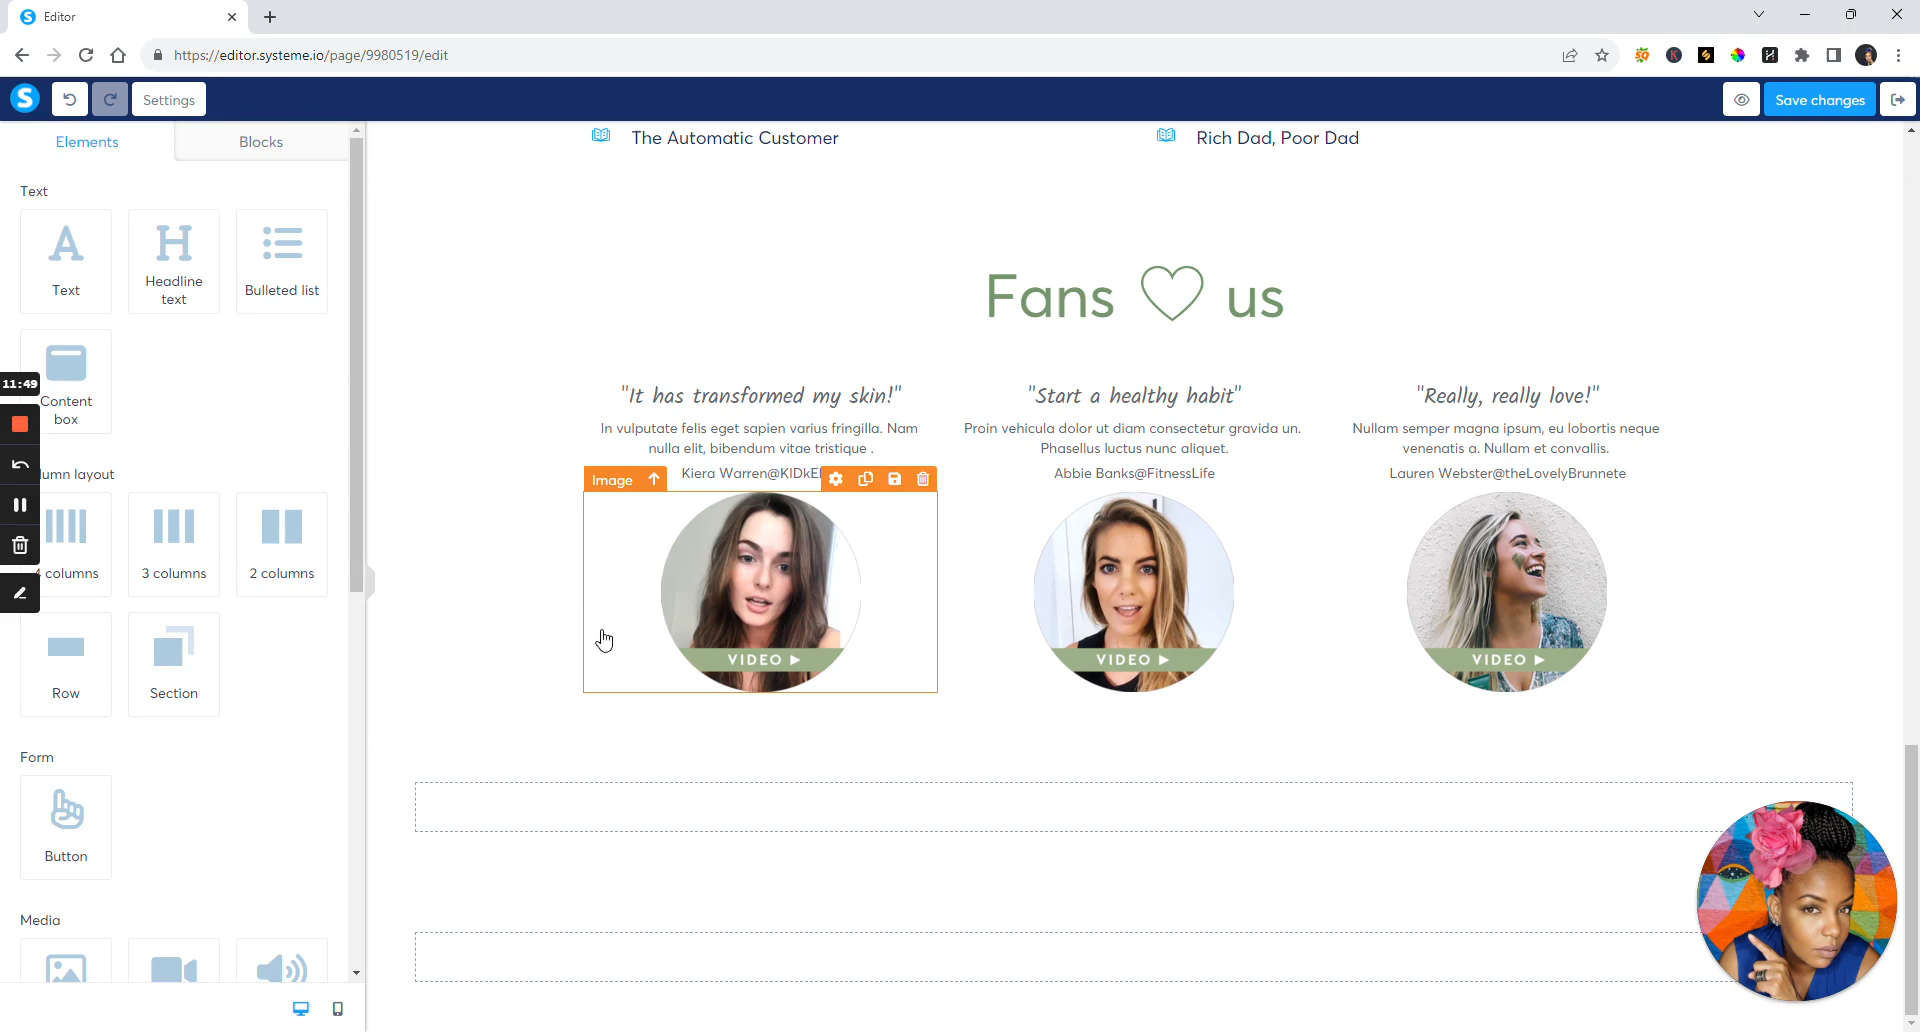 Editor
https://editor.systeme.io/page/9980519/edit
Settings
Save changes
Elements
Blocks
Text
Text
Headline
text
Bulleted list
Content
box
11:49
umn layout
columns
3 columns
2 columns
Row
Section
Form
Button
Media
The Automatic Customer
Rich Dad, Poor Dad
Fans us
"It has transformed my skin!"
In vulputate felis eget sapien varius fringilla. Nam
nulla elit, bibendum vitae tristique .
Kiera Warren@KIDkE
Image
VIDEO
"Start a healthy habit"
Proin vehicula dolor ut diam consectetur gravida un.
Phasellus luctus nunc aliquet.
Abbie Banks@FitnessLife
VIDEO
"Really, really love!"
Nullam semper magna ipsum, eu lobortis neque
venenatis a. Nullam et convallis.
Lauren Webster@theLovelyBrunnete
VIDEO